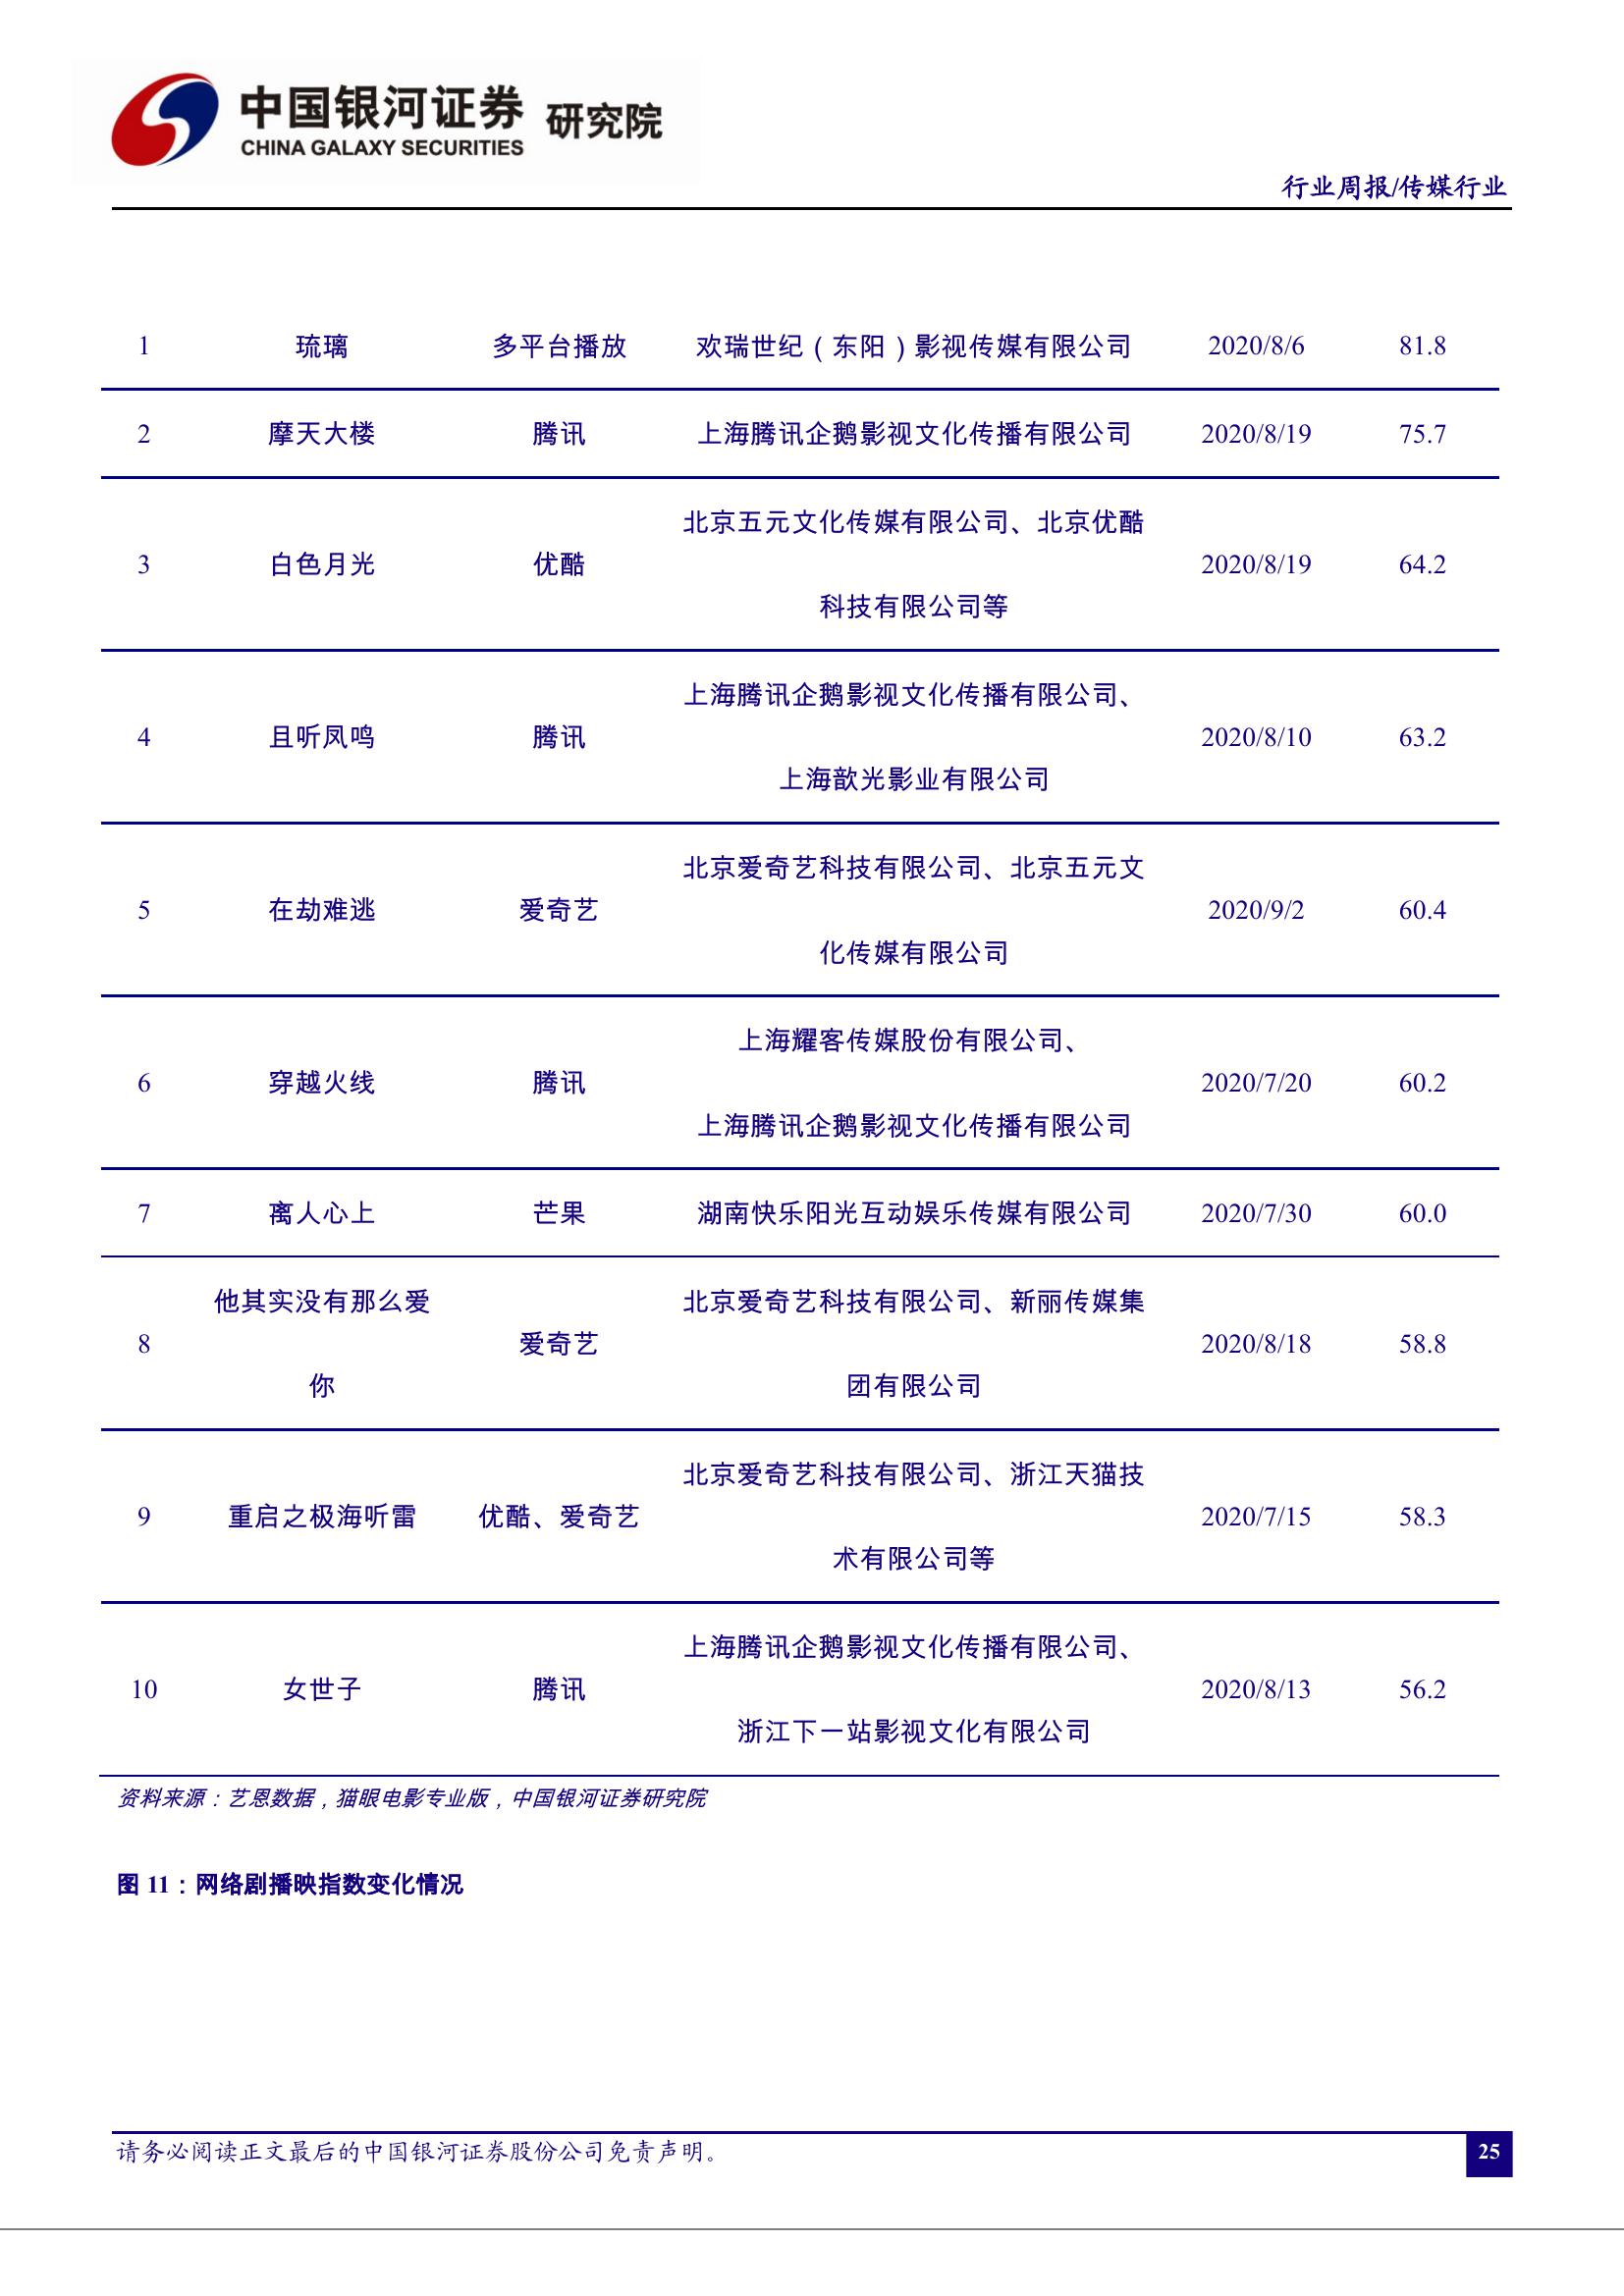 中国银河证券 研究院
CHINA GALAXY SECURITIES
行业周报/传媒行业
1 琉璃 多平台播放 欢瑞世纪（东阳）影视传媒有限公司 2020/8/6 81.8
2 摩天大楼 腾讯 上海腾讯企鹅影视文化传播有限公司 2020/8/19 75.7
北京五元文化传媒有限公司、北京优酷
3 白色月光 优酷 2020/8/19 64.2
科技有限公司等
上海腾讯企鹅影视文化传播有限公司、
4 且听凤鸣 腾讯 2020/8/10 63.2
上海歆光影业有限公司
北京爱奇艺科技有限公司、北京五元文
5 在劫难逃 爱奇艺 2020/9/2 60.4
化传媒有限公司
上海耀客传媒股份有限公司、
6 穿越火线 腾讯 2020/7/20 60.2
上海腾讯企鹅影视文化传播有限公司
7 离人心上 芒果 湖南快乐阳光互动娱乐传媒有限公司 2020/7/30 60.0
他其实没有那么爱 北京爱奇艺科技有限公司、新丽传媒集
8 爱奇艺 2020/8/18 58.8
你 团有限公司
北京爱奇艺科技有限公司、浙江天猫技
9 重启之极海听雷 优酷、爱奇艺 2020/7/15 58.3
术有限公司等
上海腾讯企鹅影视文化传播有限公司、
10 女世子 腾讯 2020/8/13 56.2
浙江下一站影视文化有限公司
资料来源：艺恩数据，猫眼电影专业版，中国银河证券研究院
图 11：网络剧播映指数变化情况
请务必阅读正文最后的中国银河证券股份公司免责声明。 25